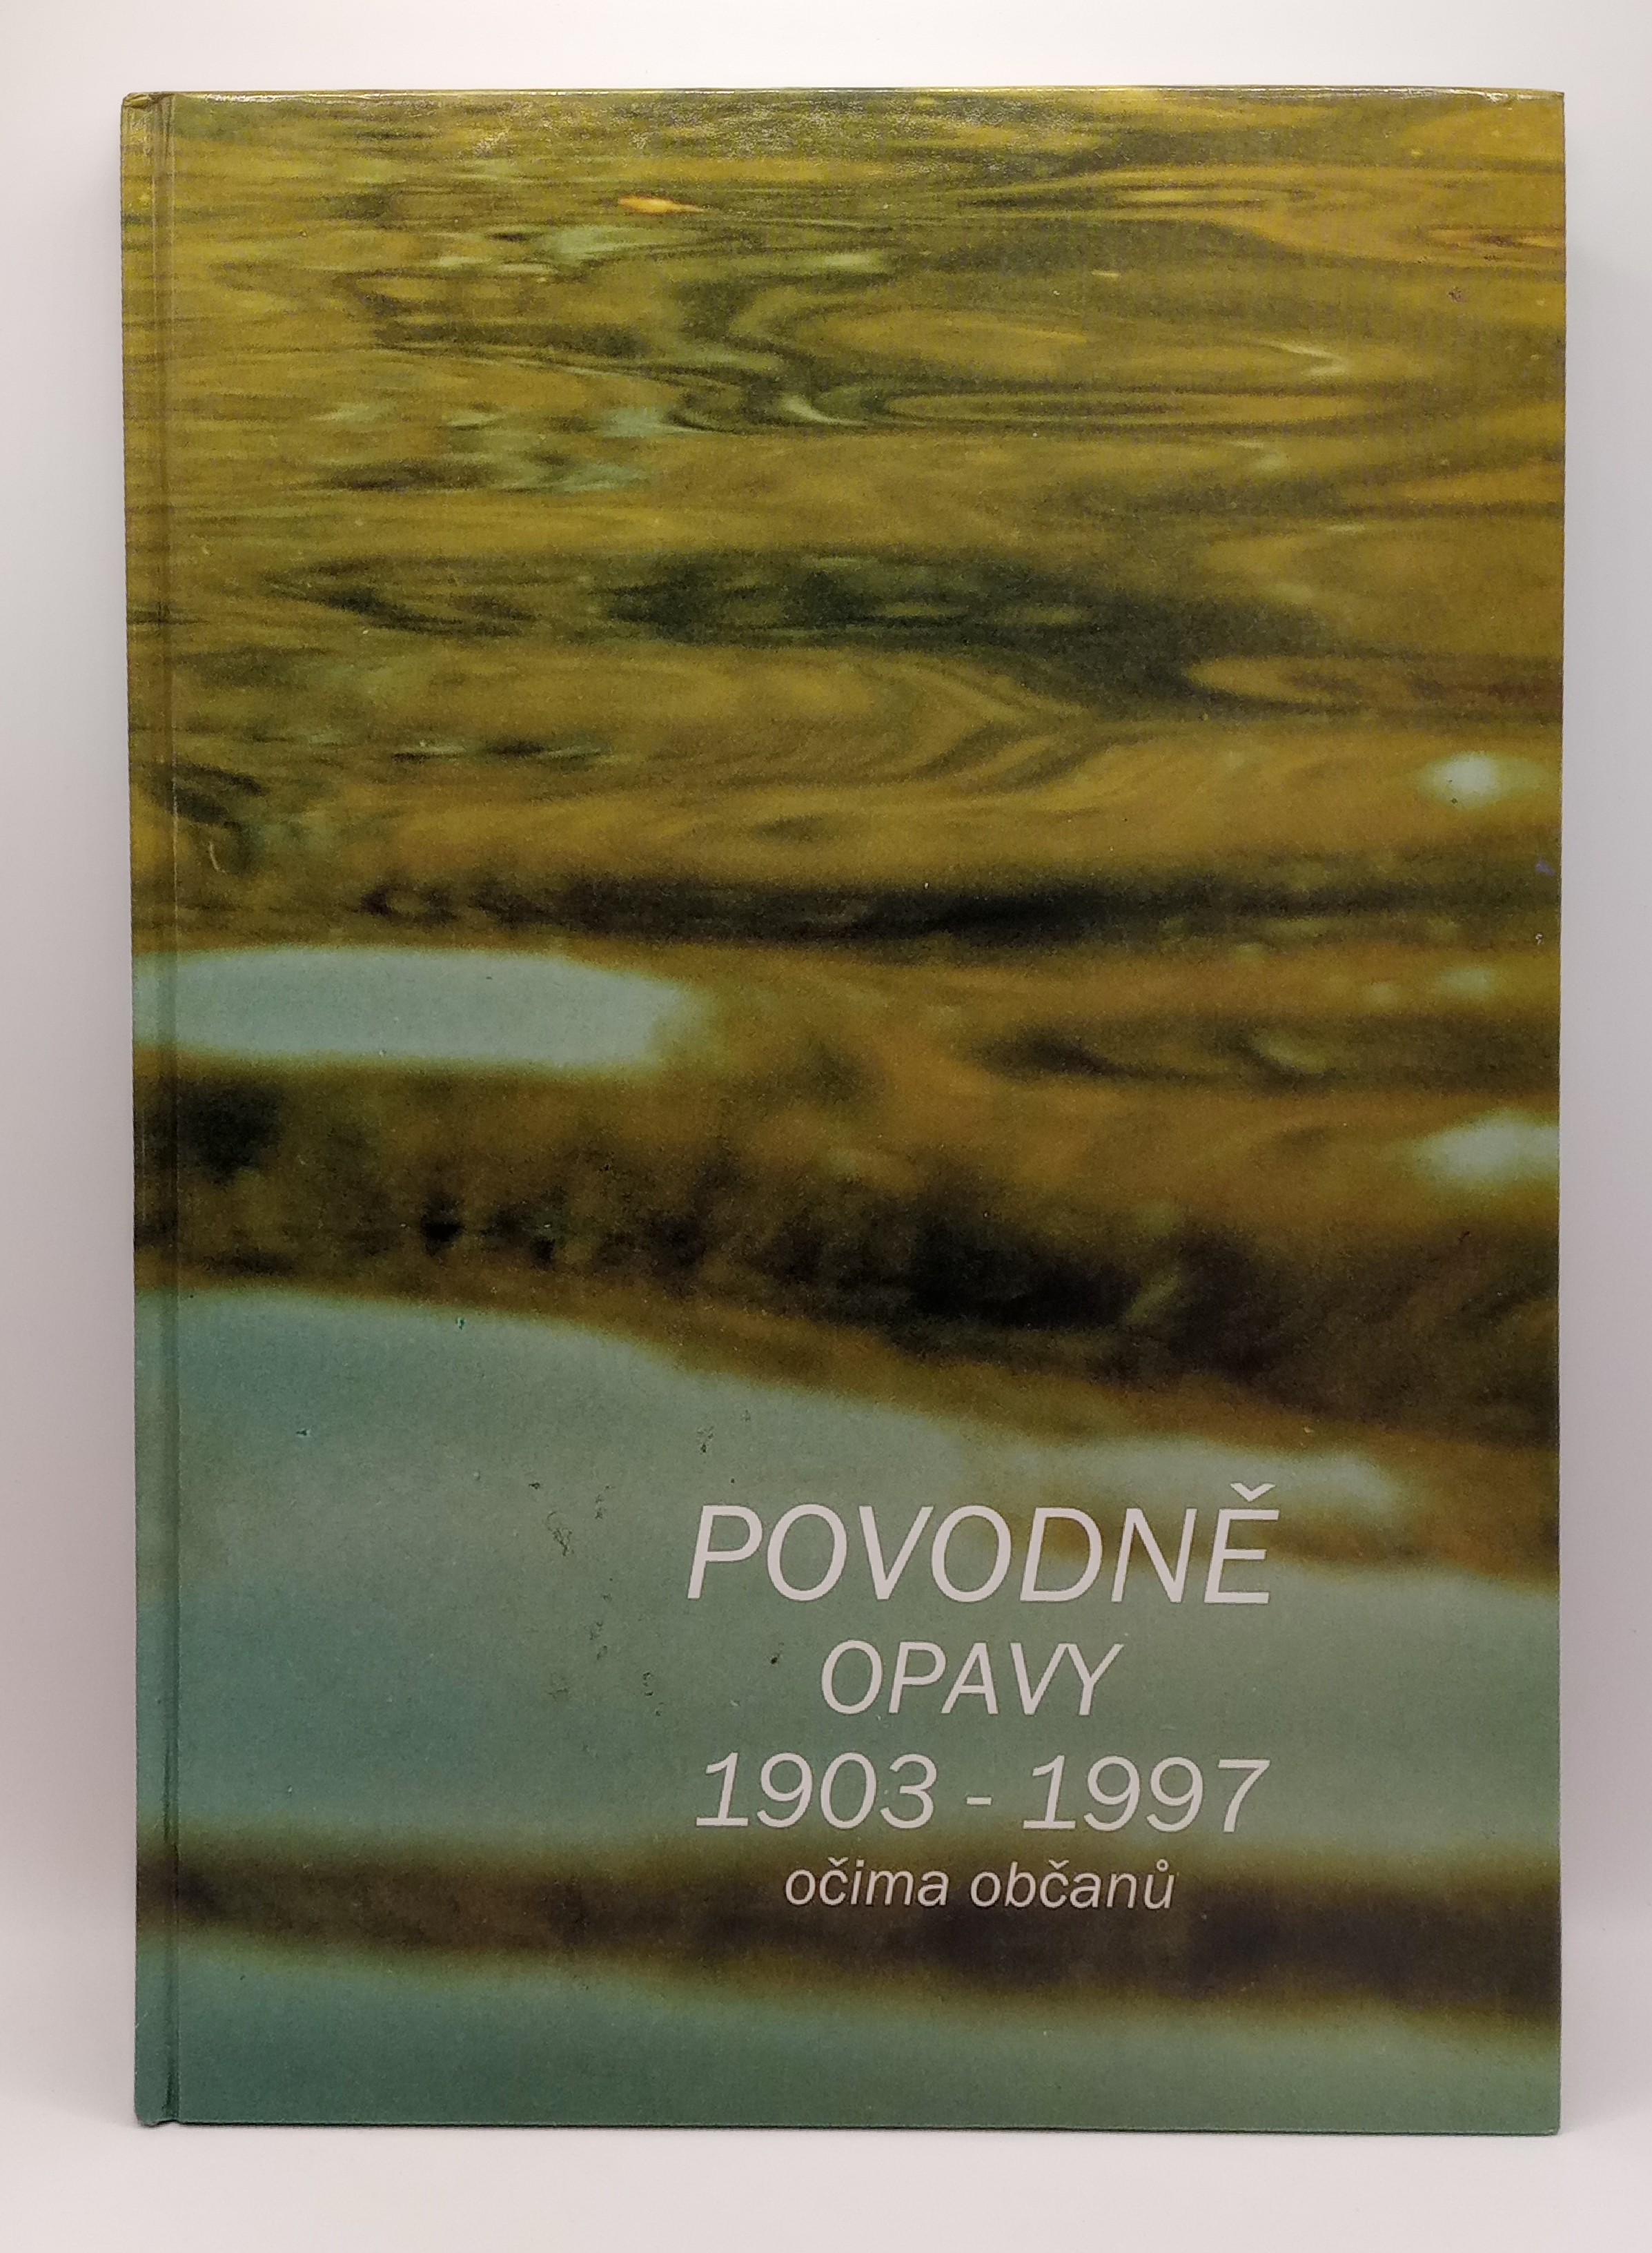 POVODNĚ
OPAVY
1903 - 1997
očima občanů